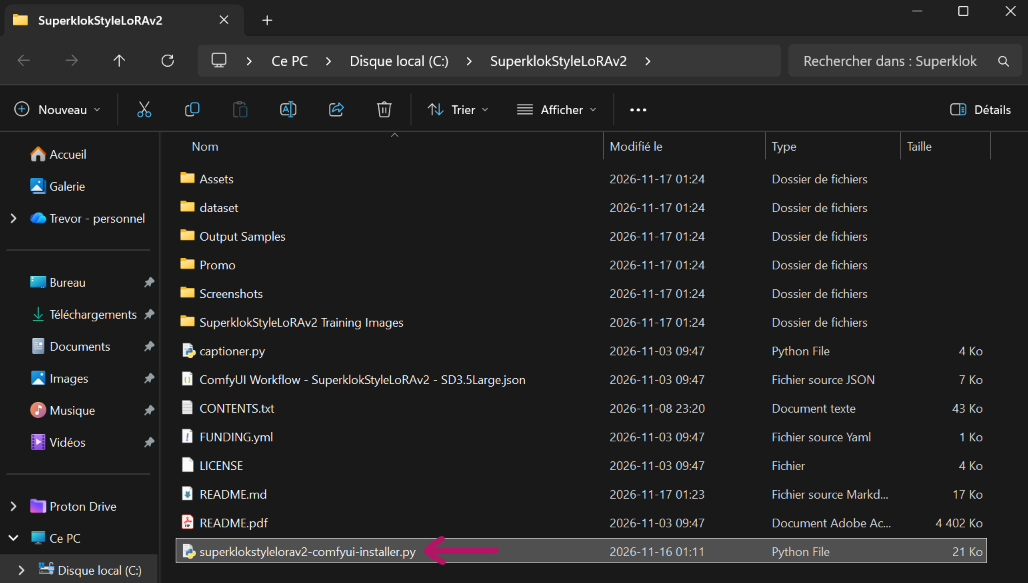 SuperklokStyleLoRAv2
Ce PC > Disque local (C:) > SuperklokStyleLoRAv2 >
Rechercher dans : Superklok
Nouveau
Trier
Afficher
Détails
Accueil
Galerie
Trevor - personnel
Bureau
Téléchargements
Documents
Images
Musique
Vidéos
Proton Drive
Ce PC
Disque local (C:)
Nom Modifié le Type Taille
Assets 2026-11-17 01:24 Dossier de fichiers
dataset 2026-11-17 01:24 Dossier de fichiers
Output Samples 2026-11-17 01:24 Dossier de fichiers
Promo 2026-11-17 01:24 Dossier de fichiers
Screenshots 2026-11-17 01:24 Dossier de fichiers
SuperklokStyleLoRAv2 Training Images 2026-11-17 01:24 Dossier de fichiers
captioner.py 2026-11-03 09:47 Python File 4 Ko
ComfyUI Workflow - SuperklokStyleLoRAv2 - SD3.5Large.json 2026-11-03 09:47 Fichier source JSON 7 Ko
CONTENTS.txt 2026-11-08 23:20 Document texte 43 Ko
FUNDING.yml 2026-11-03 09:47 Fichier source Yaml 1 Ko
LICENSE 2026-11-03 09:47 Fichier 4 Ko
README.md 2026-11-17 01:23 Fichier source Markd... 17 Ko
README.pdf 2026-11-03 09:47 Document Adobe Ac... 4 402 Ko
superklokstylelorav2-comfyui-installer.py 2026-11-16 01:11 Python File 21 Ko